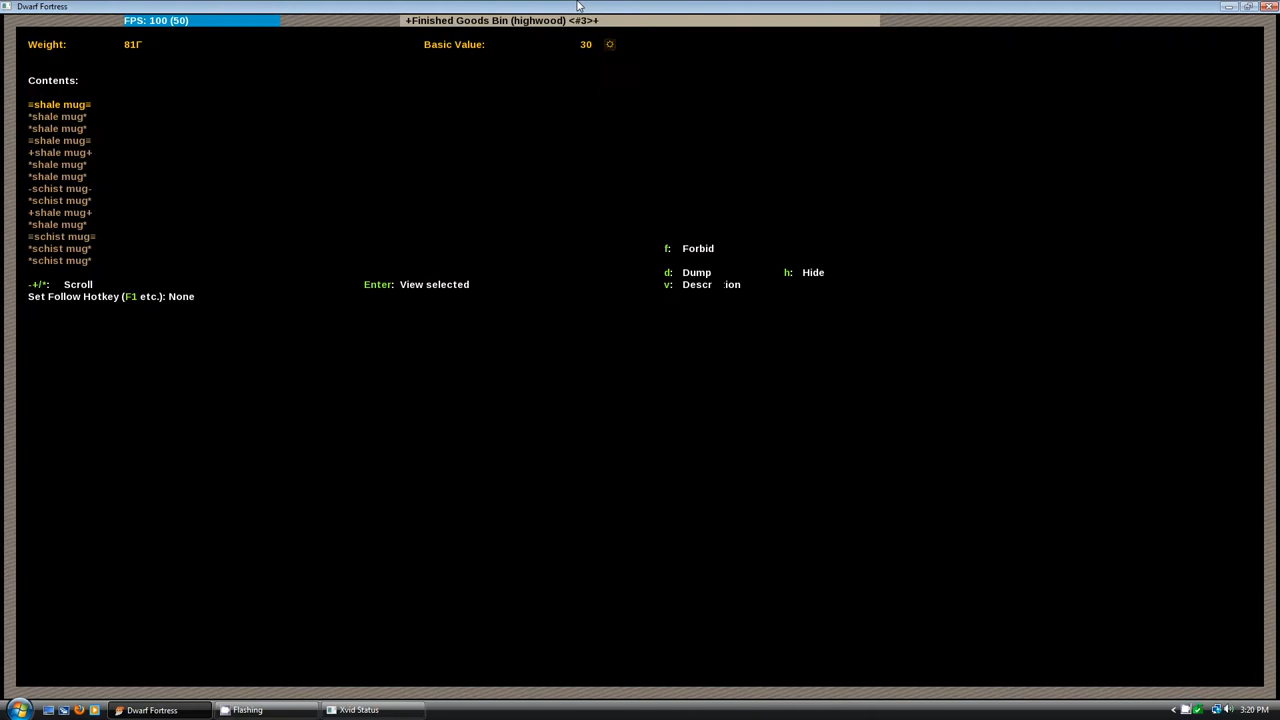 Dwarf Fortress
FPS: 100 (50) +Finished Goods Bin (highwood) <#3>+
Weight: 81Γ Basic Value: 30 ☼
Contents:
≡shale mug≡
*shale mug*
*shale mug*
≡shale mug≡
+shale mug+
*shale mug*
*shale mug*
-schist mug-
*schist mug*
+shale mug+
*shale mug*
≡schist mug≡
*schist mug*
*schist mug*
f: Forbid
d: Dump h: Hide
-+/*: Scroll Enter: View selected v: Descr ion
Set Follow Hotkey (F1 etc.): None
Dwarf Fortress Flashing Xvid Status 3:20 PM